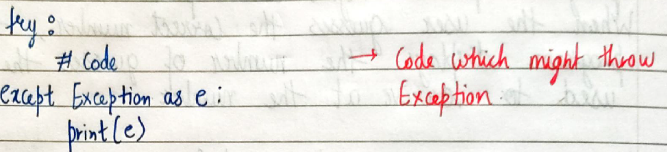 try:
# Code → Code which might throw
except Exception as e: Exception.
print(e)